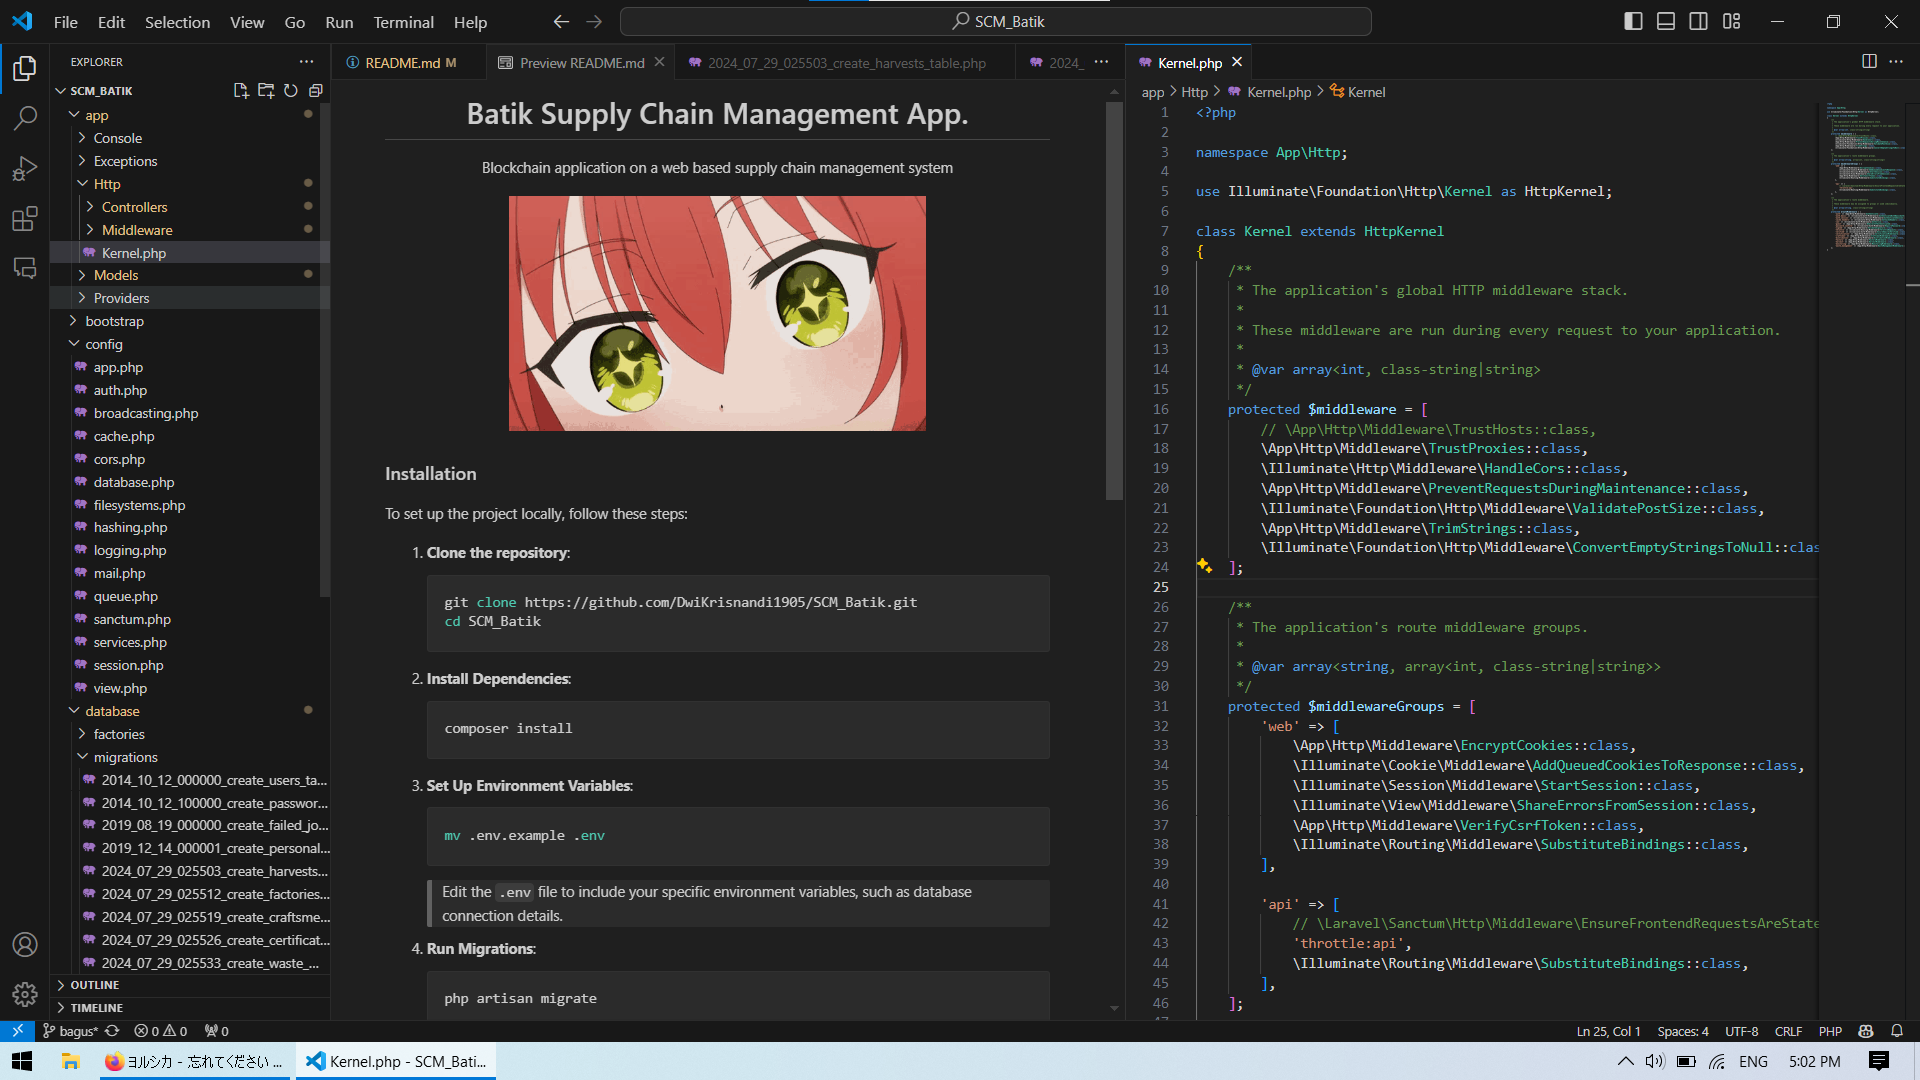 File Edit Selection View Go Run Terminal Help
SCM_Batik
EXPLORER
SCM_BATIK
app
Console
Exceptions
Http
Controllers
Middleware
Kernel.php
Models
Providers
bootstrap
config
app.php
auth.php
broadcasting.php
cache.php
cors.php
database.php
filesystems.php
hashing.php
logging.php
mail.php
queue.php
sanctum.php
services.php
session.php
view.php
database
factories
migrations
2014_10_12_000000_create_users_ta...
2014_10_12_100000_create_passwor...
2019_08_19_000000_create_failed_jo...
2019_12_14_000001_create_personal...
2024_07_29_025503_create_harvests...
2024_07_29_025512_create_factories...
2024_07_29_025519_create_craftsme...
2024_07_29_025526_create_certificat...
2024_07_29_025533_create_waste_...
OUTLINE
TIMELINE
README.md M
Preview README.md
2024_07_29_025503_create_harvests_table.php
2024_
Batik Supply Chain Management App.
Blockchain application on a web based supply chain management system
Installation
To set up the project locally, follow these steps:
1. Clone the repository:
git clone https://github.com/DwiKrisnandi1905/SCM_Batik.git
cd SCM_Batik
2. Install Dependencies:
composer install
3. Set Up Environment Variables:
mv .env.example .env
Edit the .env file to include your specific environment variables, such as database
connection details.
4. Run Migrations:
php artisan migrate
Kernel.php
app > Http > Kernel.php > Kernel
1 <?php
2
3 namespace App\Http;
4
5 use Illuminate\Foundation\Http\Kernel as HttpKernel;
6
7 class Kernel extends HttpKernel
8 {
9 /**
10 * The application's global HTTP middleware stack.
11 *
12 * These middleware are run during every request to your application.
13 *
14 * @var array<int, class-string|string>
15 */
16 protected $middleware = [
17 // \App\Http\Middleware\TrustHosts::class,
18 \App\Http\Middleware\TrustProxies::class,
19 \Illuminate\Http\Middleware\HandleCors::class,
20 \App\Http\Middleware\PreventRequestsDuringMaintenance::class,
21 \Illuminate\Foundation\Http\Middleware\ValidatePostSize::class,
22 \App\Http\Middleware\TrimStrings::class,
23 \Illuminate\Foundation\Http\Middleware\ConvertEmptyStringsToNull::clas
24 ];
25
26 /**
27 * The application's route middleware groups.
28 *
29 * @var array<string, array<int, class-string|string>>
30 */
31 protected $middlewareGroups = [
32 'web' => [
33 \App\Http\Middleware\EncryptCookies::class,
34 \Illuminate\Cookie\Middleware\AddQueuedCookiesToResponse::class,
35 \Illuminate\Session\Middleware\StartSession::class,
36 \Illuminate\View\Middleware\ShareErrorsFromSession::class,
37 \App\Http\Middleware\VerifyCsrfToken::class,
38 \Illuminate\Routing\Middleware\SubstituteBindings::class,
39 ],
40
41 'api' => [
42 // \Laravel\Sanctum\Http\Middleware\EnsureFrontendRequestsAreState
43 'throttle:api',
44 \Illuminate\Routing\Middleware\SubstituteBindings::class,
45 ],
46 ];
bagus* 0 0 0
Ln 25, Col 1 Spaces: 4 UTF-8 CRLF PHP
ヨルシカ - 忘れてください ...
Kernel.php - SCM_Bati...
ENG 5:02 PM